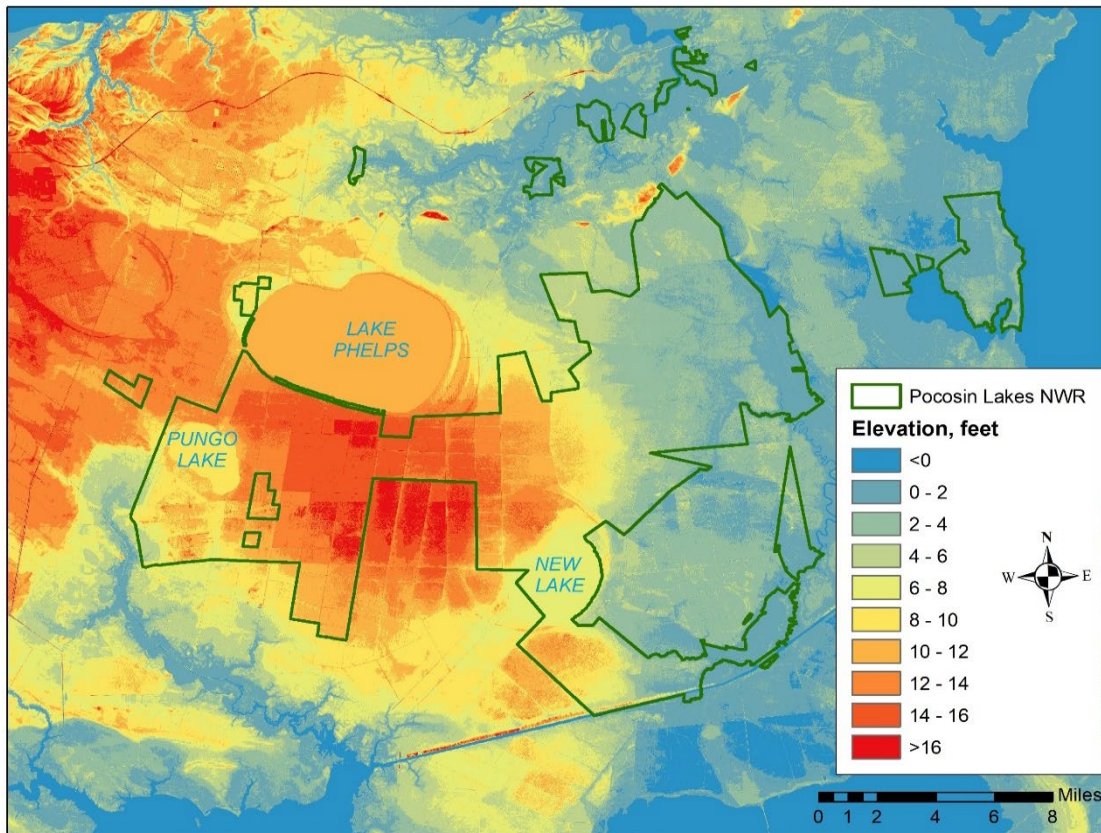 LAKE
PHELPS
PUNGO
LAKE
NEW
LAKE
Pocosin Lakes NWR
Elevation, feet
<0
0 - 2
2 - 4
4 - 6
6 - 8
8 - 10
10 - 12
12 - 14
14 - 16
>16
N
W E
S
Miles
0 1 2 4 6 8